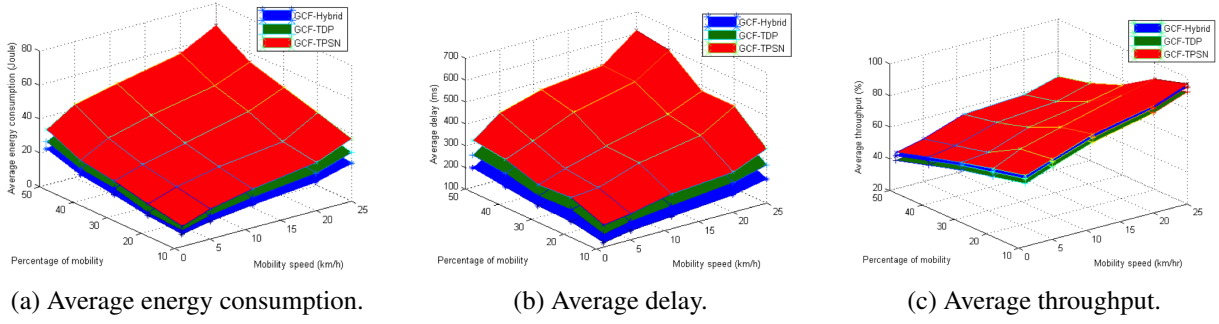 GCF-Hybrid
GCF-TDP
GCF-TPSN
Average energy consumption (Joule)
80
60
40
20
0
50
40
30
20
10
0
5
10
15
20
25
Percentage of mobility
Mobility speed (km/h)
(a) Average energy consumption.
GCF-Hybrid
GCF-TDP
GCF-TPSN
Average delay (ms)
700
600
500
400
300
200
100
50
40
30
20
10
0
5
10
15
20
25
Percentage of mobility
Mobility speed (km/h)
(b) Average delay.
GCF-Hybrid
GCF-TDP
GCF-TPSN
Average throughput (%)
100
80
60
40
20
50
40
30
20
10
0
5
10
15
20
25
Percentage of mobility
Mobility speed (km/hr)
(c) Average throughput.